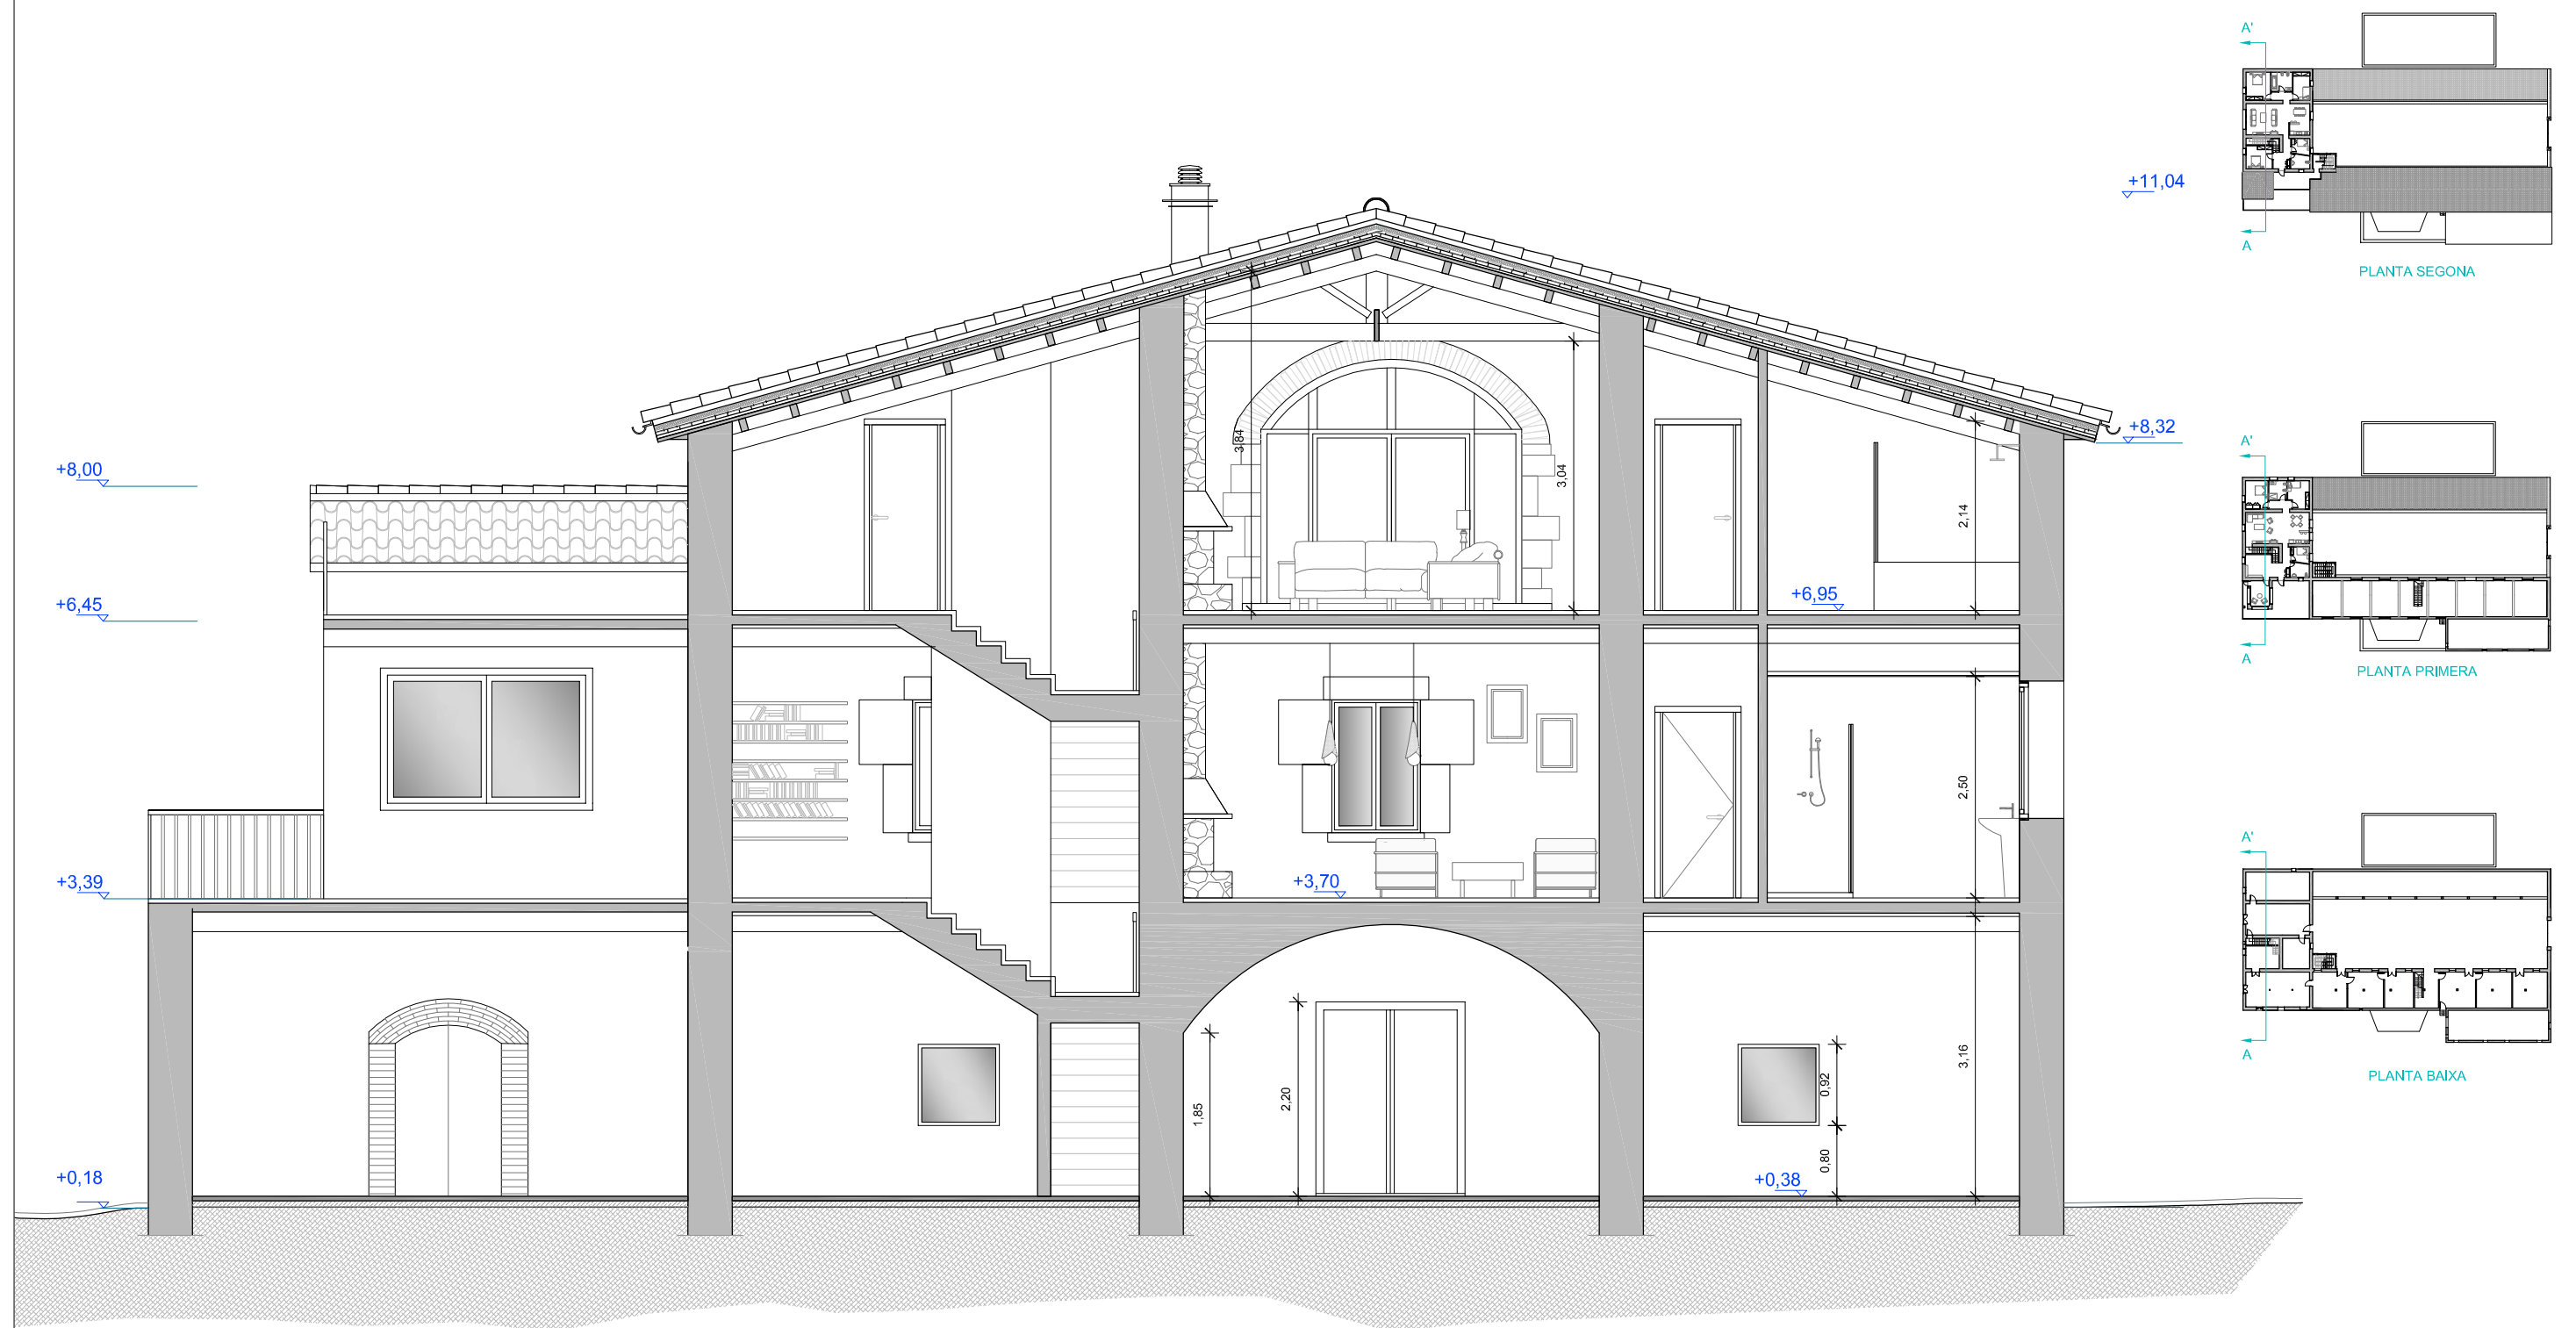 A'
+11,04
A
PLANTA SEGONA
+8,32
A'
+8,00
3,84
3,04
2,14
+6,95
+6,45
A
PLANTA PRIMERA
2,50
A'
+3,39
+3,70
A
3,16
PLANTA BAIXA
0,92
2,20
1,85
0,80
+0,18
+0,38